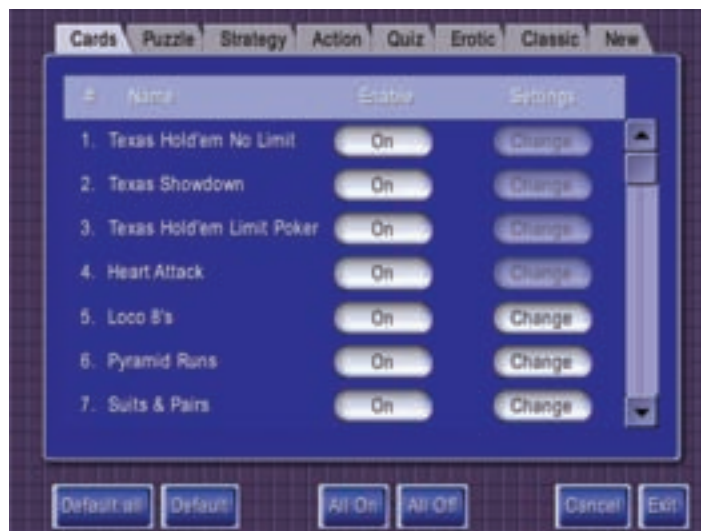 Cards Puzzle Strategy Action Quiz Erotic Classic New
# Name Enable Settings
1. Texas Hold'em No Limit On Change
2. Texas Showdown On Change
3. Texas Hold'em Limit Poker On Change
4. Heart Attack On Change
5. Loco 8's On Change
6. Pyramid Runs On Change
7. Suits & Pairs On Change
Default all Default All On All Off Cancel Exit